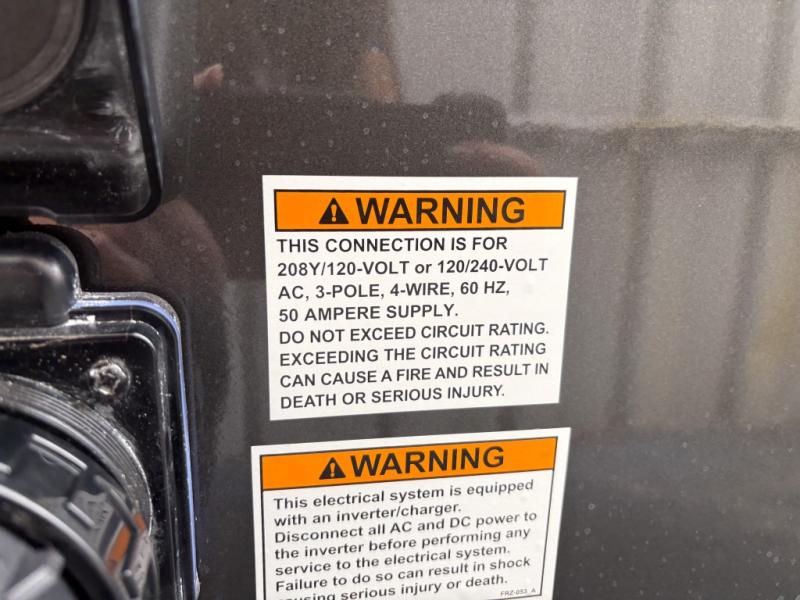 WARNING
THIS CONNECTION IS FOR
208Y/120-VOLT or 120/240-VOLT
AC, 3-POLE, 4-WIRE, 60 HZ,
50 AMPERE SUPPLY.
DO NOT EXCEED CIRCUIT RATING.
EXCEEDING THE CIRCUIT RATING
CAN CAUSE A FIRE AND RESULT IN
DEATH OR SERIOUS INJURY.
WARNING
This electrical system is equipped
with an inverter/charger.
Disconnect all AC and DC power to
the inverter before performing any
service to the electrical system.
Failure to do so can result in shock
causing serious injury or death.
FRZ-053 A